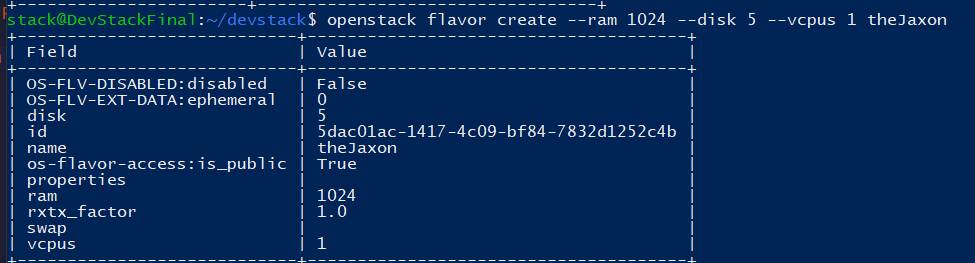 stack@DevStackFinal:~/devstack$ openstack flavor create --ram 1024 --disk 5 --vcpus 1 theJaxon
+----------------------------+--------------------------------------+
| Field                      | Value                                |
+----------------------------+--------------------------------------+
| OS-FLV-DISABLED:disabled   | False                                |
| OS-FLV-EXT-DATA:ephemeral  | 0                                    |
| disk                       | 5                                    |
| id                         | 5dac01ac-1417-4c09-bf84-7832d1252c4b |
| name                       | theJaxon                             |
| os-flavor-access:is_public | True                                 |
| properties                 |                                      |
| ram                        | 1024                                 |
| rxtx_factor                | 1.0                                  |
| swap                       |                                      |
| vcpus                      | 1                                    |
+----------------------------+--------------------------------------+